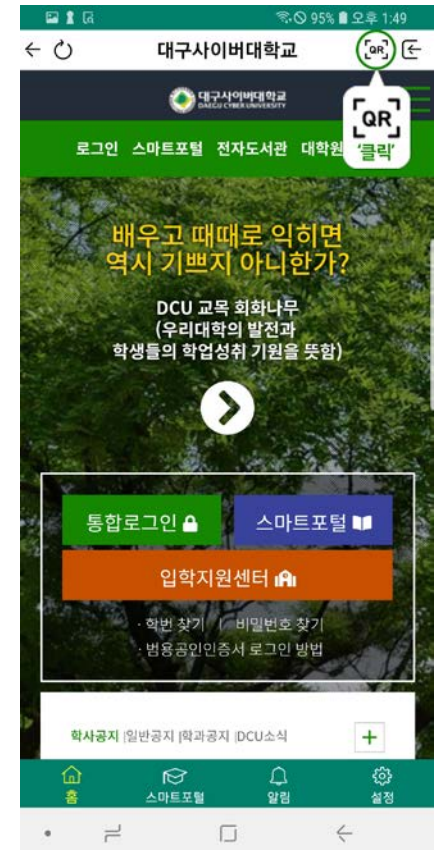 95% 오후 1:49
대구사이버대학교
QR
대구사이버대학교
DAEGU CYBER UNIVERSITY
QR
'클릭'
로그인 스마트포털 전자도서관 대학원
배우고 때때로 익히면
역시 기쁘지 아니한가?
DCU 교목 회화나무
(우리대학의 발전과
학생들의 학업성취 기원을 뜻함)
통합로그인 스마트포털
입학지원센터
· 학번 찾기 | 비밀번호 찾기
· 범용공인인증서 로그인 방법
학사공지 |일반공지 |학과공지 |DCU소식 +
홈 스마트포털 알림 설정